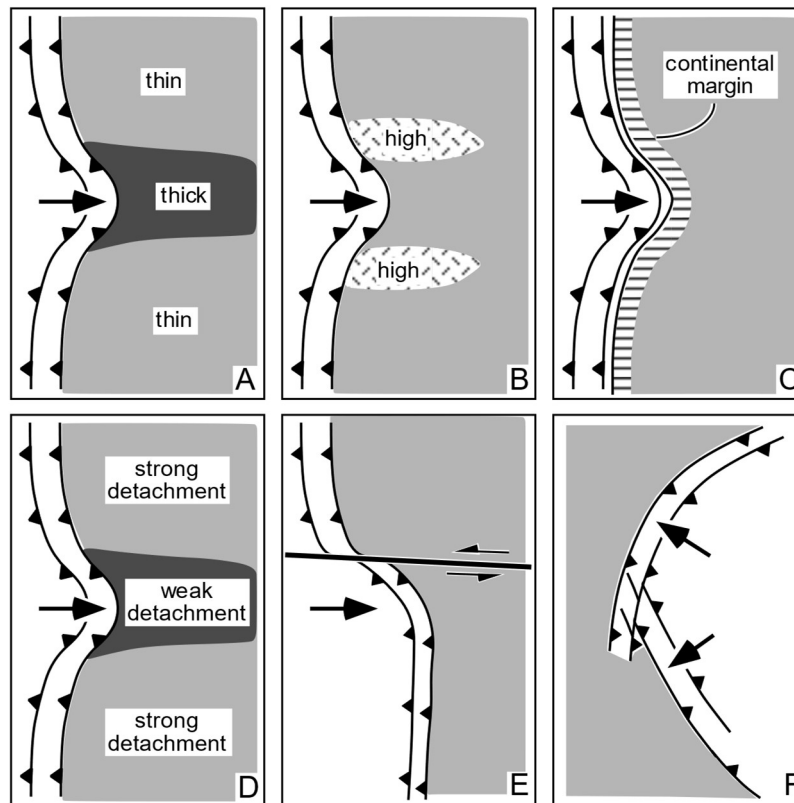 thin
thick
thin
A
high
high
B
continental
margin
C
strong
detachment
weak
detachment
strong
detachment
D
E
F